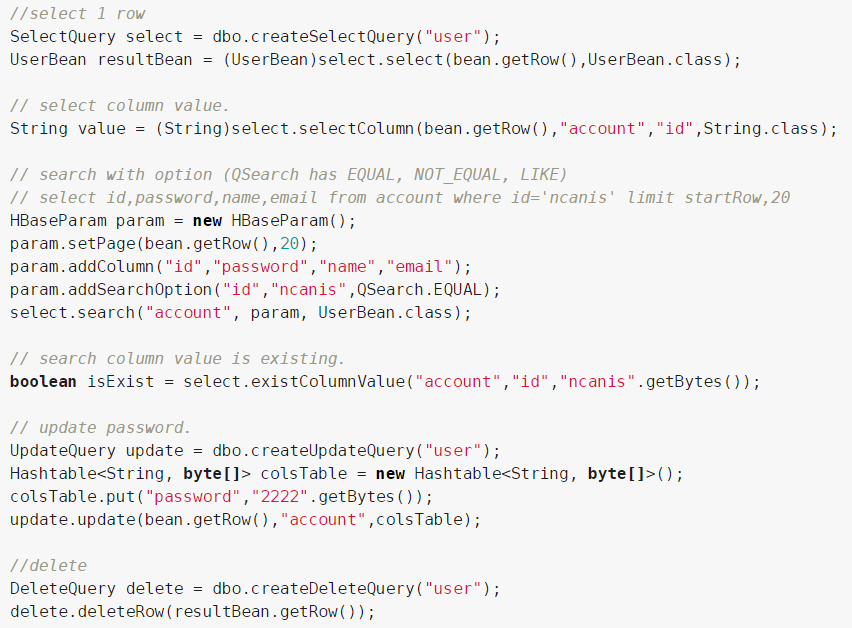 //select 1 row
SelectQuery select = dbo.createSelectQuery("user");
UserBean resultBean = (UserBean)select.select(bean.getRow(),UserBean.class);
// select column value.
String value = (String)select.selectColumn(bean.getRow(),"account","id",String.class);
// search with option (QSearch has EQUAL, NOT_EQUAL, LIKE)
// select id,password,name,email from account where id='ncanis' limit startRow,20
HBaseParam param = new HBaseParam();
param.setPage(bean.getRow(),20);
param.addColumn("id","password","name","email");
param.addSearchOption("id","ncanis",QSearch.EQUAL);
select.search("account", param, UserBean.class);
// search column value is existing.
boolean isExist = select.existColumnValue("account","id","ncanis".getBytes());
// update password.
UpdateQuery update = dbo.createUpdateQuery("user");
Hashtable<String, byte[]> colsTable = new Hashtable<String, byte[]>();
colsTable.put("password","2222".getBytes());
update.update(bean.getRow(),"account",colsTable);
//delete
DeleteQuery delete = dbo.createDeleteQuery("user");
delete.deleteRow(resultBean.getRow());